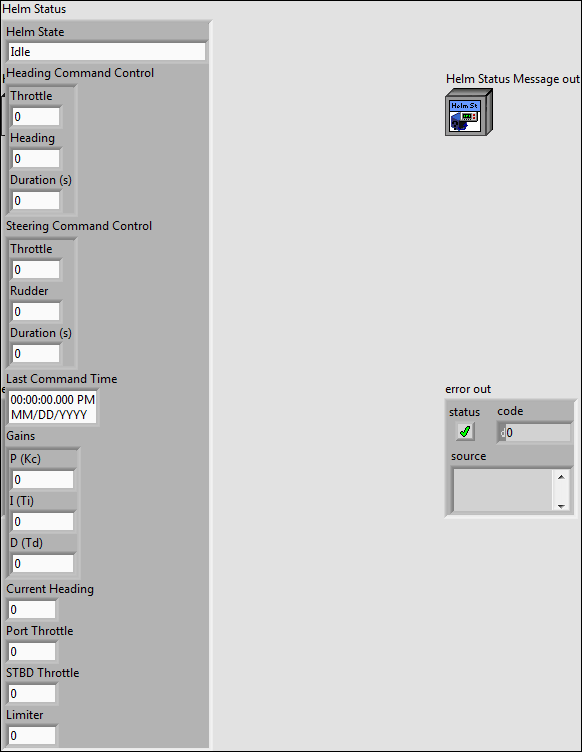 Helm Status
Helm State
Idle
Heading Command Control
Throttle
0
Heading
0
Duration (s)
0
Steering Command Control
Throttle
0
Rudder
0
Duration (s)
0
Last Command Time
00:00:00.000 PM
MM/DD/YYYY
Gains
P (Kc)
0
I (Ti)
0
D (Td)
0
Current Heading
0
Port Throttle
0
STBD Throttle
0
Limiter
0
Helm Status Message out
Helm St
error out
status
code
d0
source